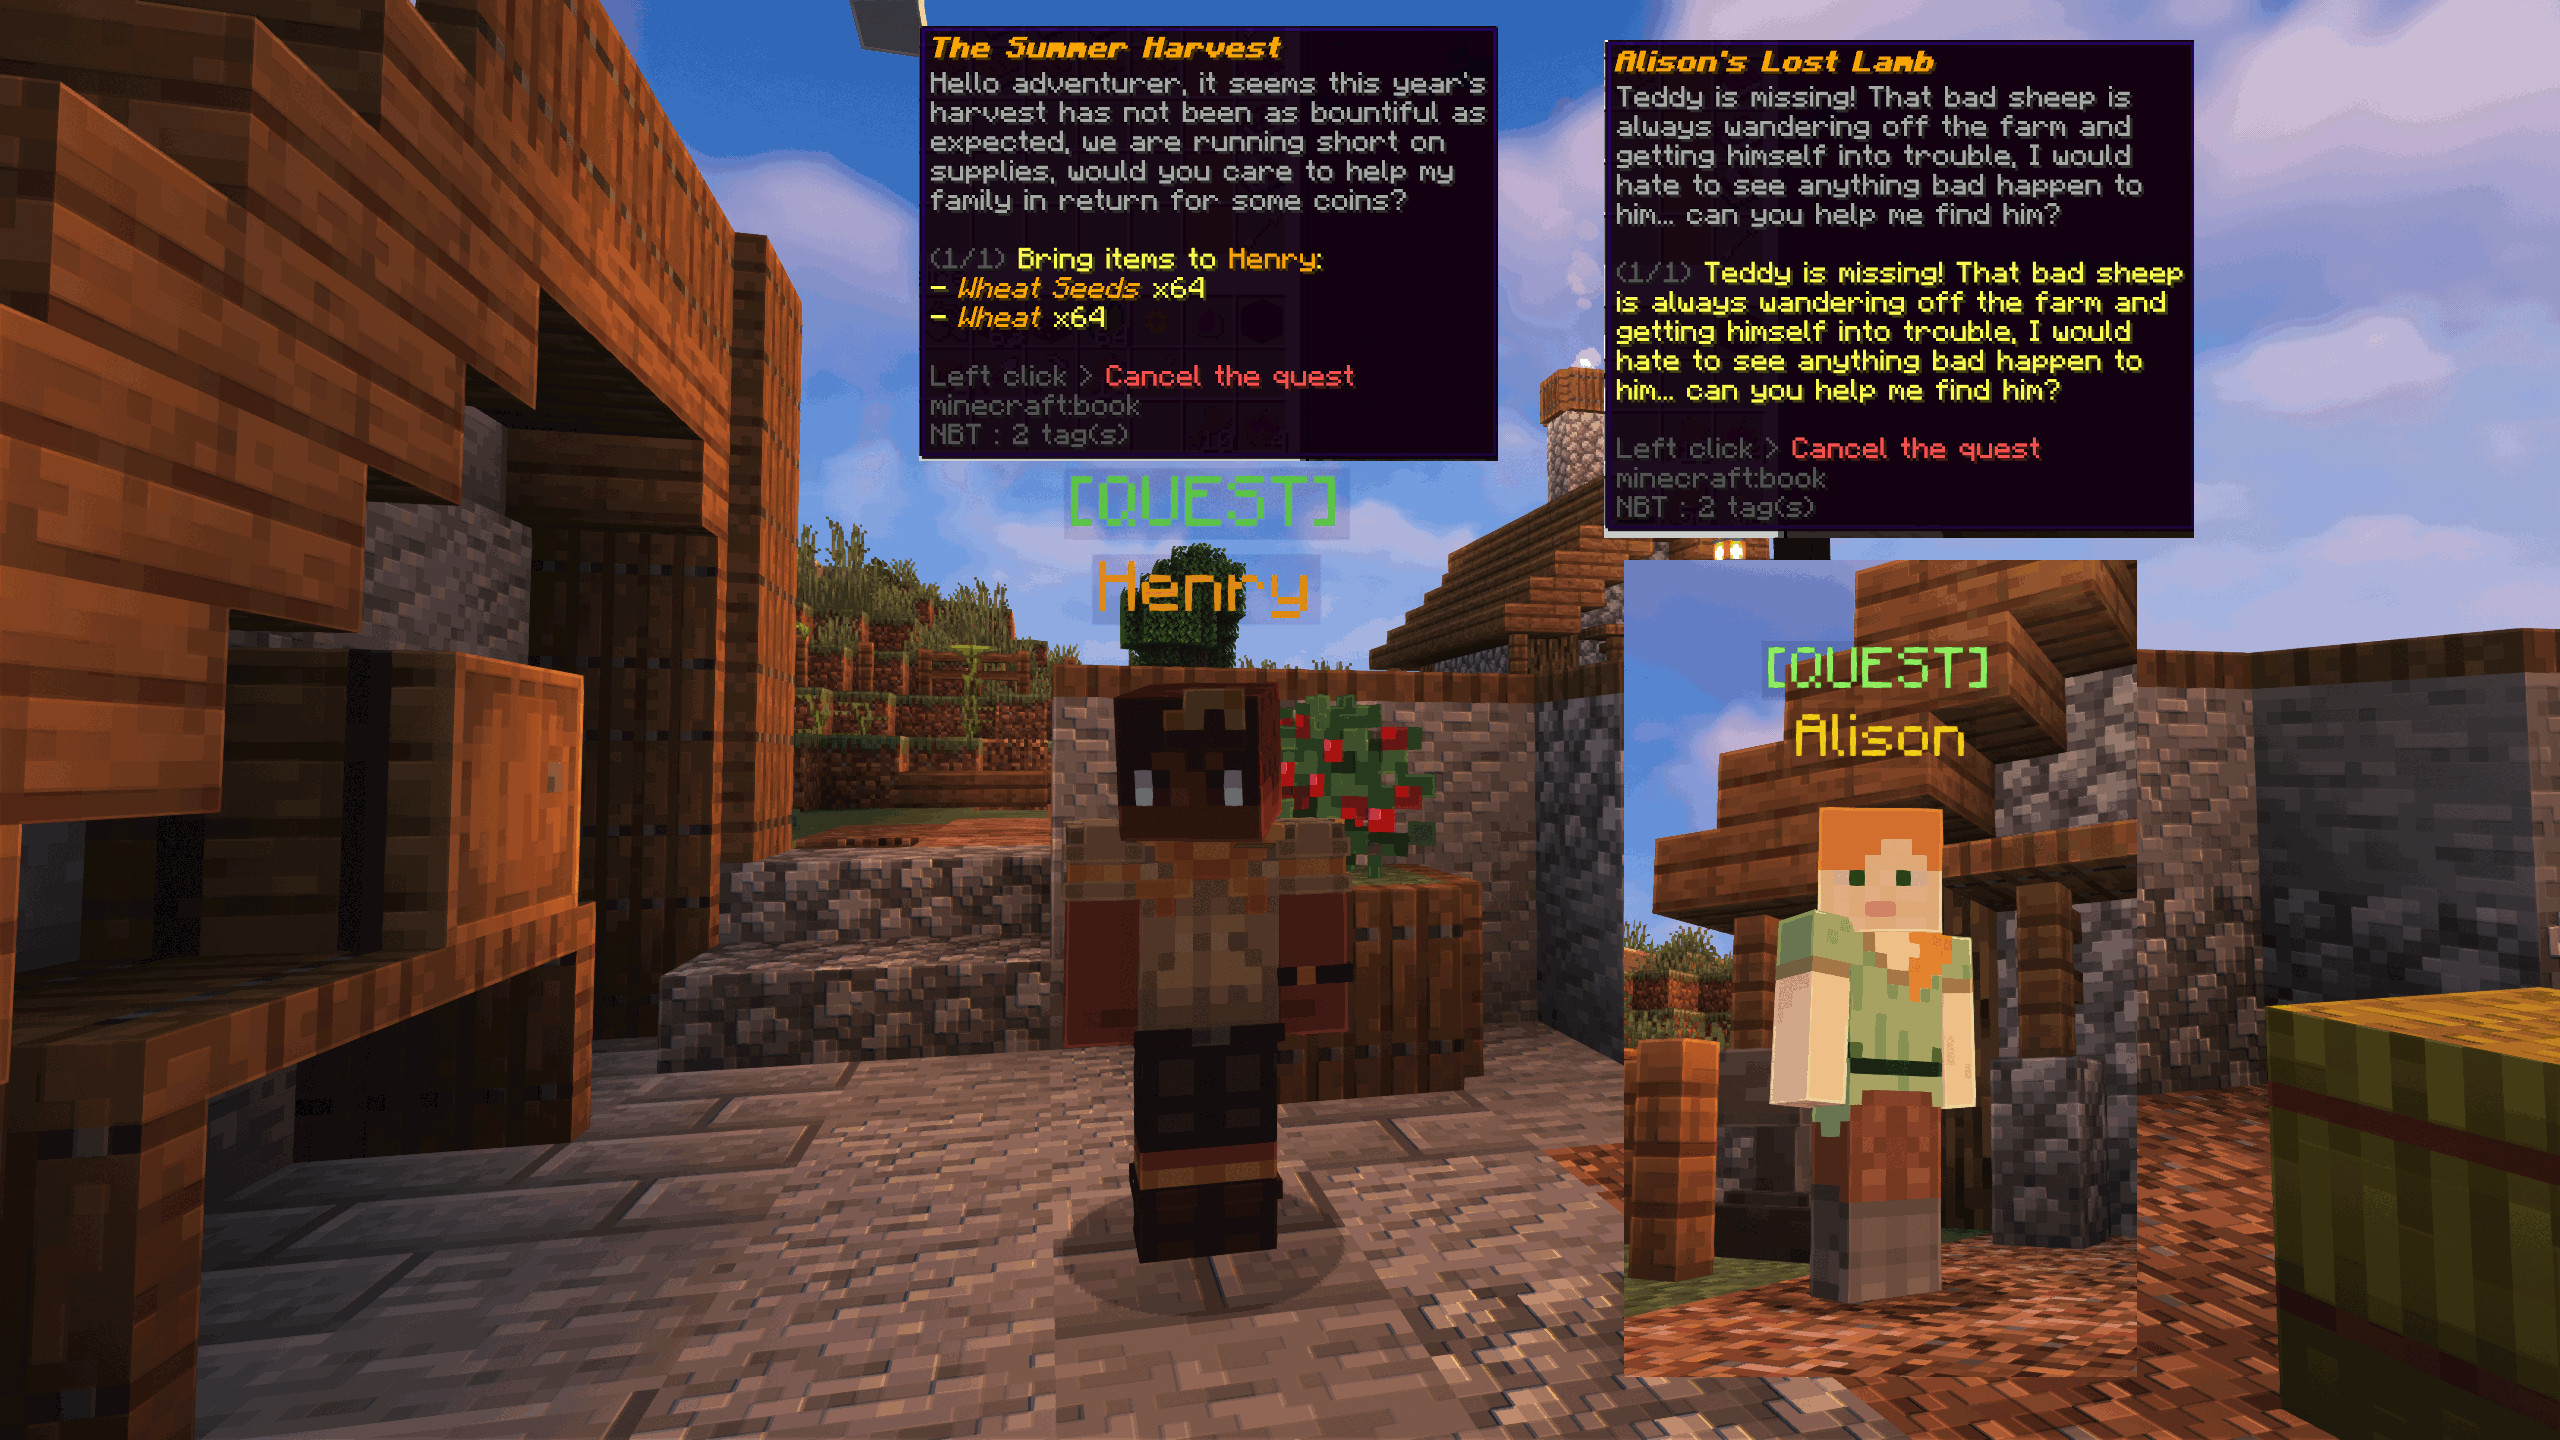 The Summer Harvest
Hello adventurer, it seems this year's
harvest has not been as bountiful as
expected, we are running short on
supplies, would you care to help my
family in return for some coins?
(1/1) Bring items to Henry:
- Wheat Seeds x64
- Wheat x64
Left click > Cancel the quest
minecraft:book
NBT : 2 tag(s)
[QUEST]
Henry
Alison's Lost Lamb
Teddy is missing! That bad sheep is
always wandering off the farm and
getting himself into trouble, I would
hate to see anything bad happen to
him... can you help me find him?
(1/1) Teddy is missing! That bad sheep
is always wandering off the farm and
getting himself into trouble, I would
hate to see anything bad happen to
him... can you help me find him?
Left click > Cancel the quest
minecraft:book
NBT : 2 tag(s)
[QUEST]
Alison